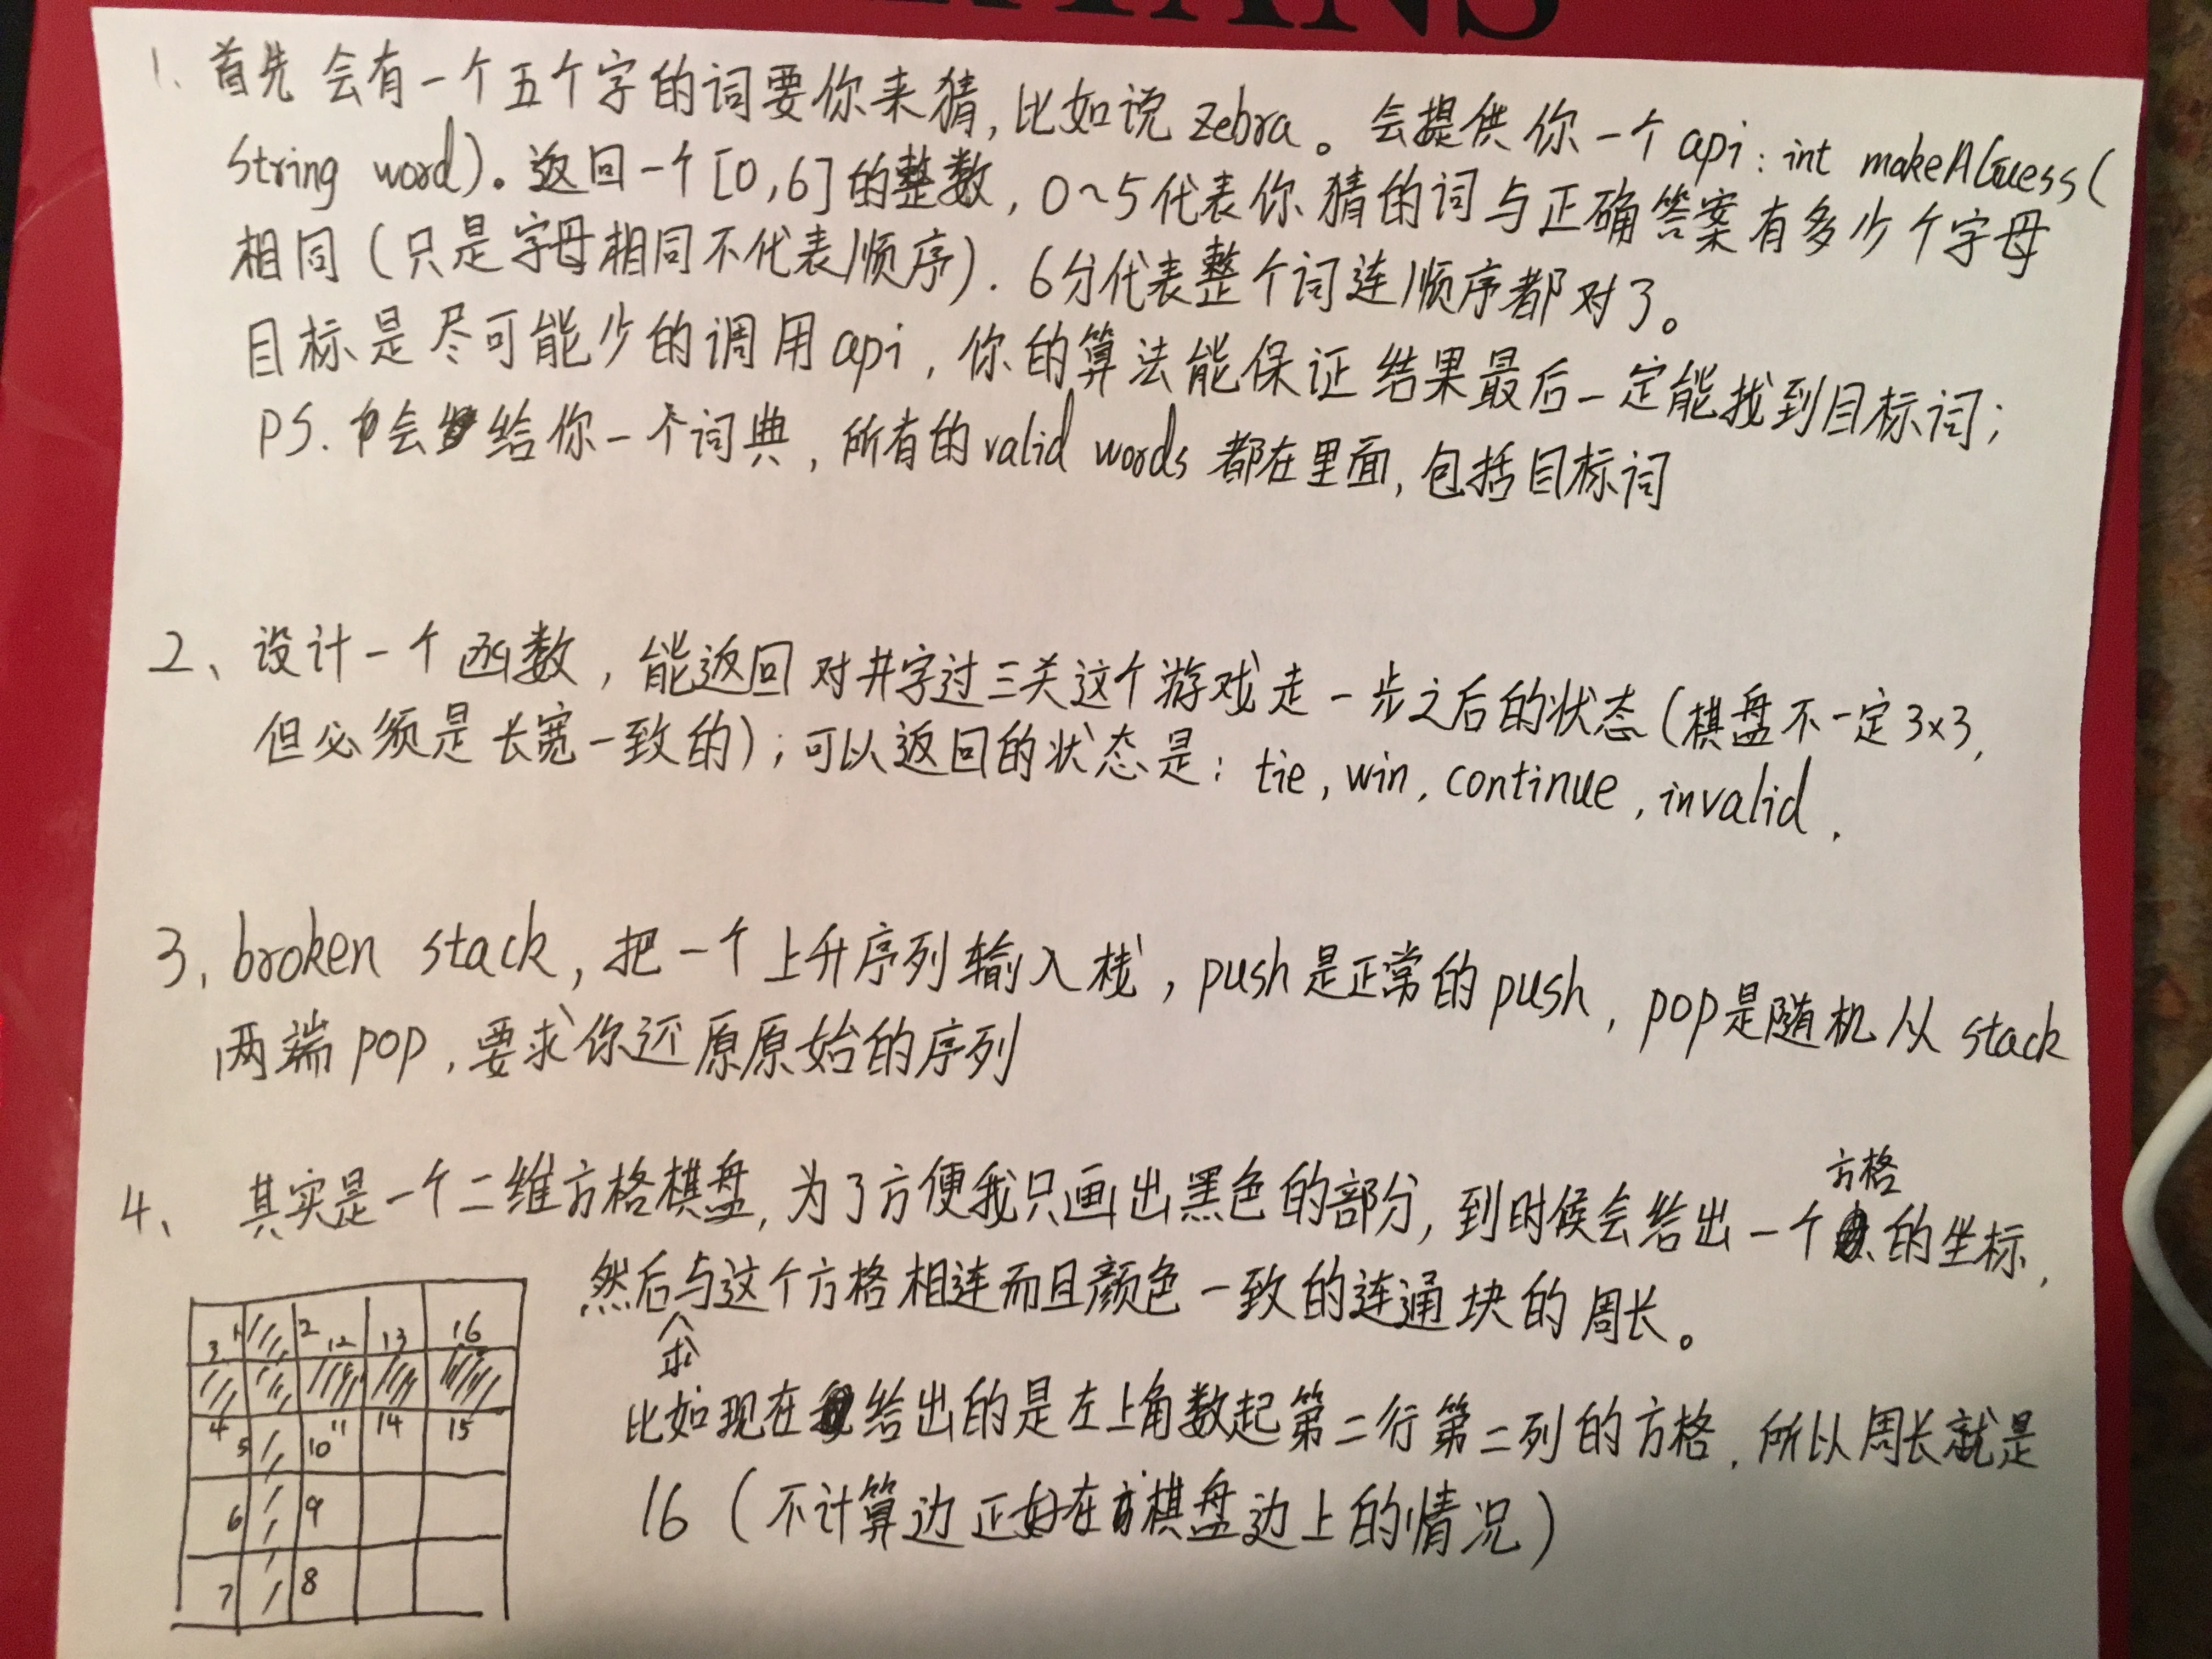 TANS
1. 首先 会有一个五个字的词要你来猜, 比如说 zebra。会提供你一个 api: int makeAGuess(
String word)。返回一个[0,6]的整数, 0~5代表你猜的词与正确答案有多少个字母
相同(只是字母相同不代表顺序). 6分代表整个词连顺序都对了。
目标是尽可能少的调用api, 你的算法能保证结果最后一定能找到目标词;
PS. 会给你一个词典, 所有的valid words都在里面, 包括目标词
2、设计一个函数, 能返回对井字过三关这个游戏走一步之后的状态(棋盘不一定3x3,
但必须是长宽一致的); 可以返回的状态是: tie, win, continue, invalid.
3, broken stack, 把一个上升序列输入栈, push是正常的push, pop是随机从stack
两端pop, 要求你还原原始的序列
4、其实是一个二维方格棋盘, 为了方便我只画出黑色的部分, 到时候会给出一个方格的坐标,
然后求与这个方格相连而且颜色一致的连通块的周长。
比如现在给出的是左上角数起第二行第二列的方格, 所以周长就是
16 (不计算边正好在棋盘边上的情况)
3 1 2 12 13 16
4 5 10 11 14 15
6 9
7 8